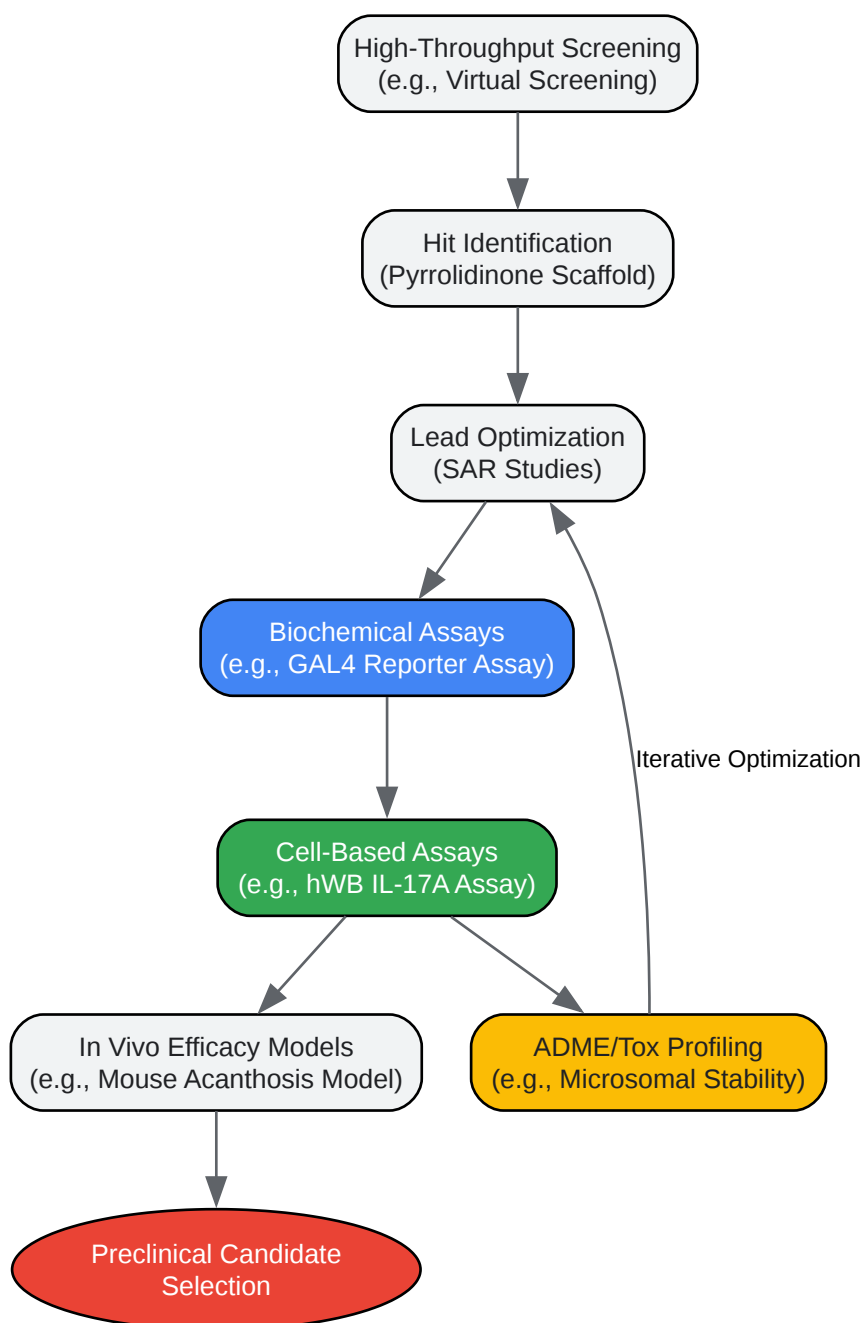 High-Throughput Screening
(e.g., Virtual Screening)
Hit Identification
(Pyrrolidinone Scaffold)
Lead Optimization
(SAR Studies)
Biochemical Assays
(e.g., GAL4 Reporter Assay)
Iterative Optimization
Cell-Based Assays
(e.g., hWB IL-17A Assay)
In Vivo Efficacy Models
(e.g., Mouse Acanthosis Model)
ADME/Tox Profiling
(e.g., Microsomal Stability)
Preclinical Candidate
Selection